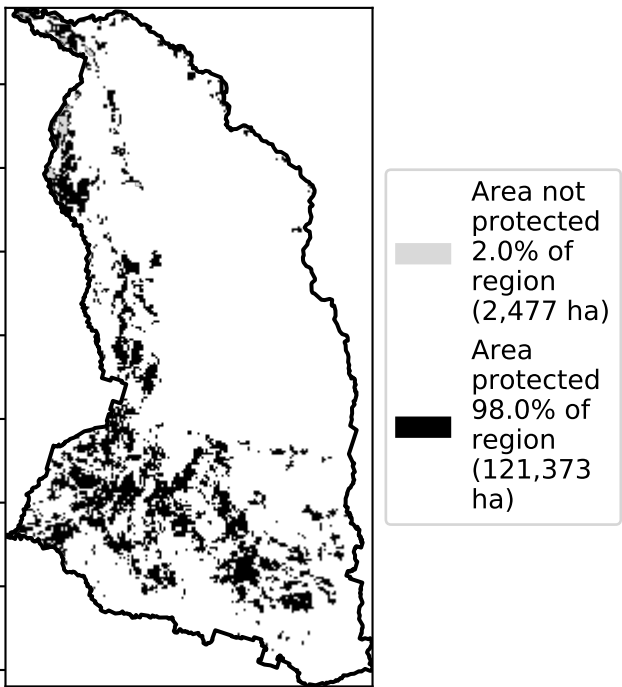 Area not
protected
2.0% of
region
(2,477 ha)
Area
protected
98.0% of
region
(121,373
ha)